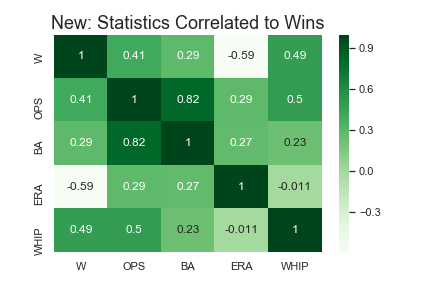 New: Statistics Correlated to Wins
W 1 0.41 0.29 -0.59 0.49
OPS 0.41 1 0.82 0.29 0.5
BA 0.29 0.82 1 0.27 0.23
ERA -0.59 0.29 0.27 1 -0.011
WHIP 0.49 0.5 0.23 -0.011 1
W OPS BA ERA WHIP
0.9
0.6
0.3
0.0
−0.3